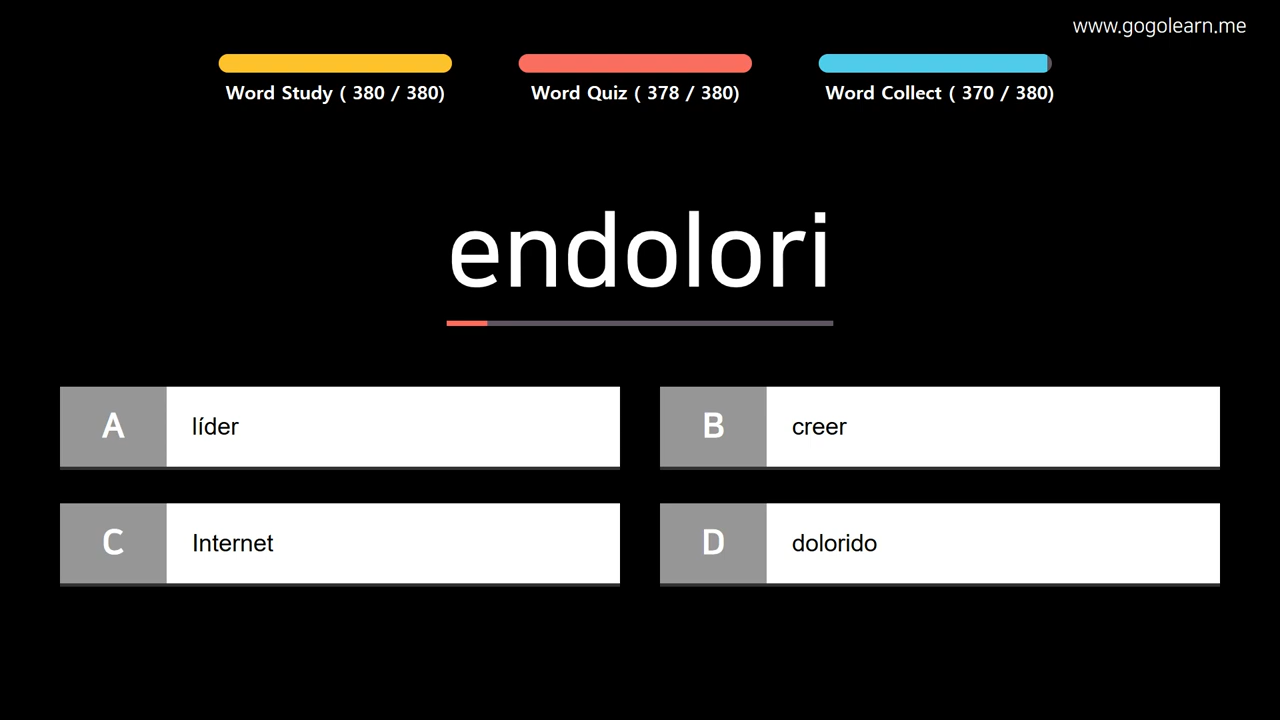 www.gogolearn.me
Word Study ( 380 / 380)
Word Quiz ( 378 / 380)
Word Collect ( 370 / 380)
endolori
A
líder
B
creer
C
Internet
D
dolorido